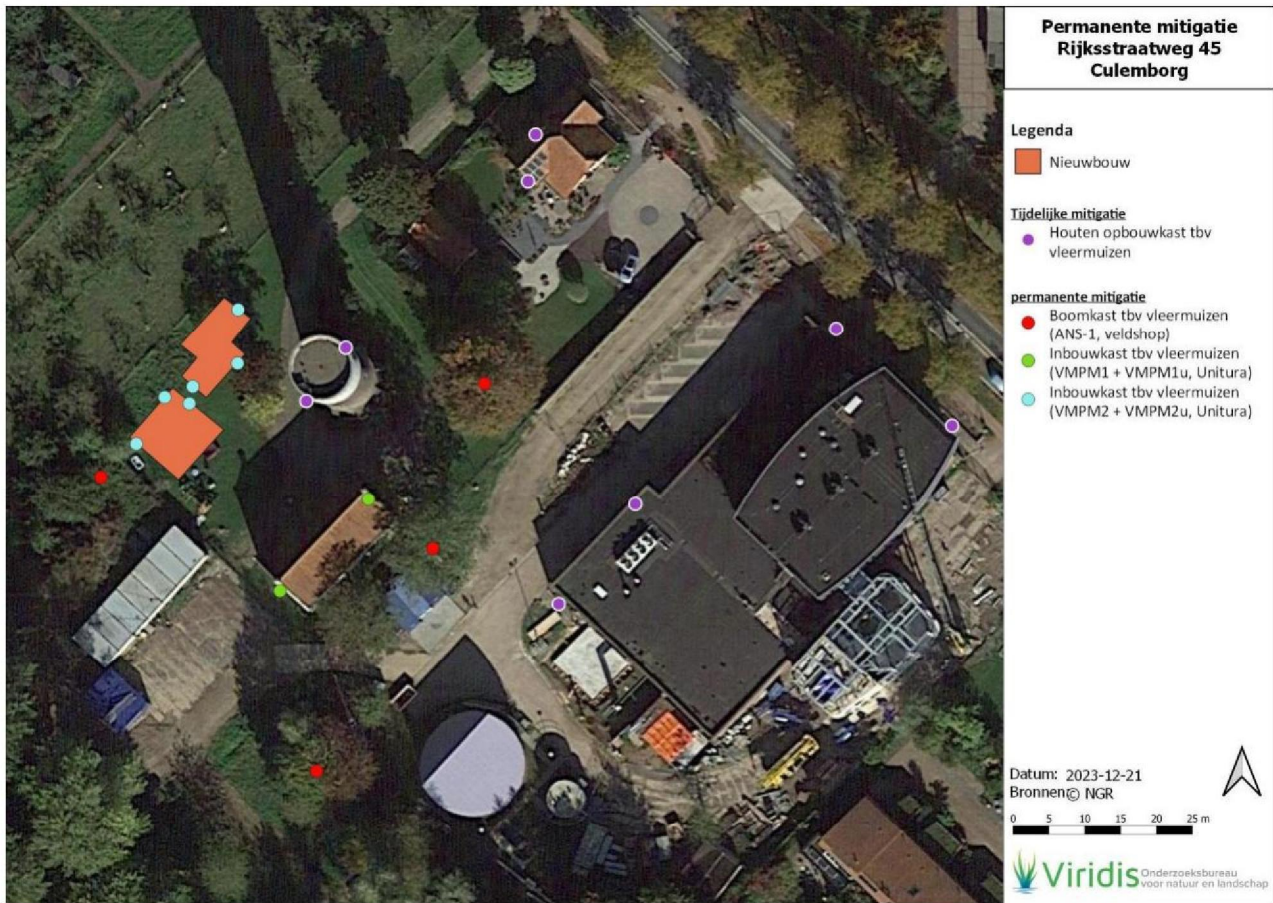 Permanente mitigatie
Rijksstraatweg 45
Culemborg
Legenda
Nieuwbouw
Tijdelijke mitigatie
Houten opbouwkast tbv
vleermuizen
permanente mitigatie
Boomkast tbv vleermuizen
(ANS-1, veldshop)
Inbouwkast tbv vleermuizen
(VMPM1 + VMPM1u, Unitura)
Inbouwkast tbv vleermuizen
(VMPM2 + VMPM2u, Unitura)
Datum: 2023-12-21
Bronnen© NGR
0 5 10 15 20 25 m
Viridis Onderzoeksbureau
voor natuur en landschap